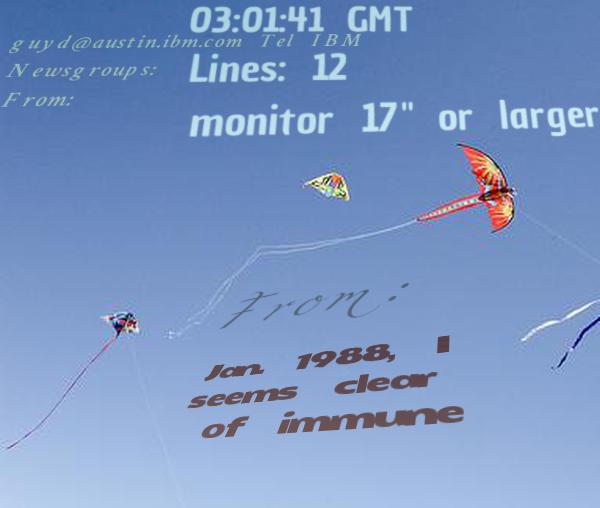 03:01:41 GMT
Lines: 12
monitor 17" or larger
guyd@austin.ibm.com Tel IBM
Newsgroups:
From:
From:
Jan. 1988, I
seems clear
of immune